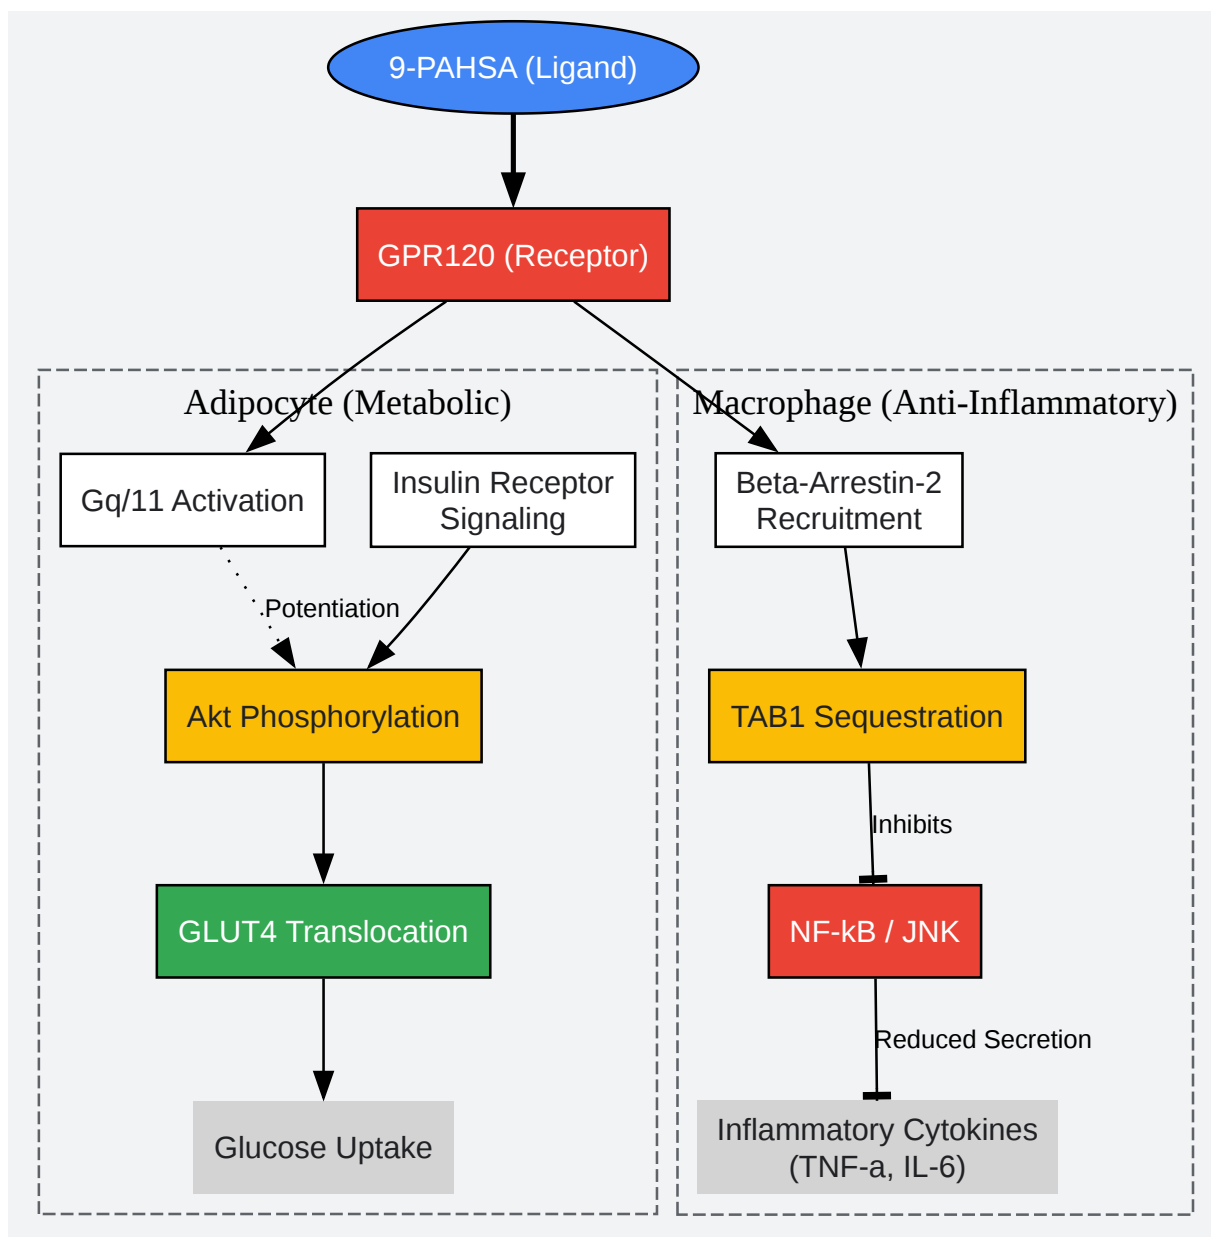 9-PAHSA (Ligand)
GPR120 (Receptor)
Adipocyte (Metabolic)
Gq/11 Activation
Insulin Receptor
Signaling
Potentiation
Akt Phosphorylation
GLUT4 Translocation
Glucose Uptake
Macrophage (Anti-Inflammatory)
Beta-Arrestin-2
Recruitment
TAB1 Sequestration
Inhibits
NF-kB / JNK
Reduced Secretion
Inflammatory Cytokines
(TNF-a, IL-6)